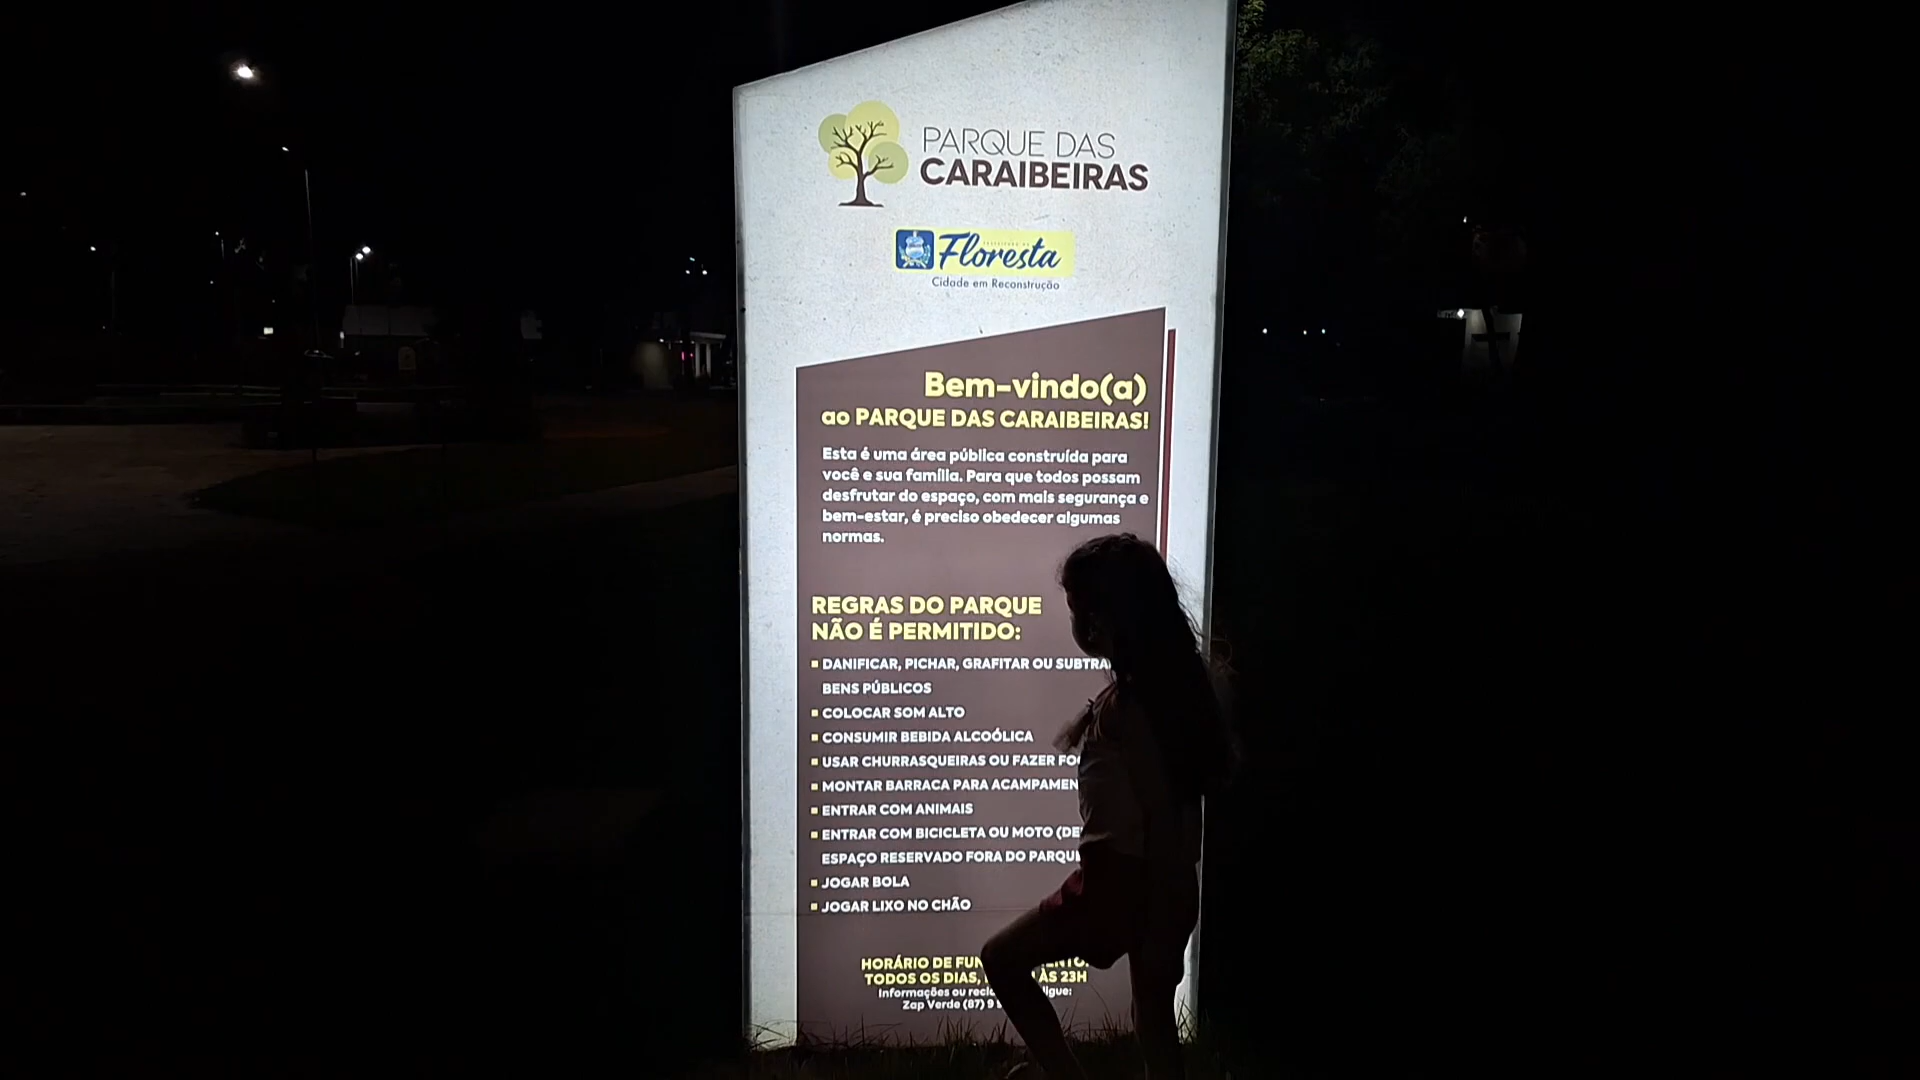 PARQUE DAS
CARAIBEIRAS
Floresta
Cidade em Reconstrução
Bem-vindo(a)
ao PARQUE DAS CARAIBEIRAS!
Esta é uma área pública construída para
você e sua família. Para que todos possam
desfrutar do espaço, com mais segurança e
bem-estar, é preciso obedecer algumas
normas.
REGRAS DO PARQUE
NÃO É PERMITIDO:
DANIFICAR, PICHAR, GRAFITAR OU
BENS PÚBLICOS
COLOCAR SOM ALTO
CONSUMIR BEBIDA ALCOÓLICA
USAR CHURRASQUEIRAS OU FAZER
MONTAR BARRACA PARA
ENTRAR COM ANIMAIS
ENTRAR COM BICICLETA OU MOTO
ESPAÇO RESERVADO FORA DO
JOGAR BOLA
JOGAR LIXO NO CHÃO
HORÁRIO DE
TODOS OS DIAS, ÀS 23H
Informações ou
Zap Verde (87) 9